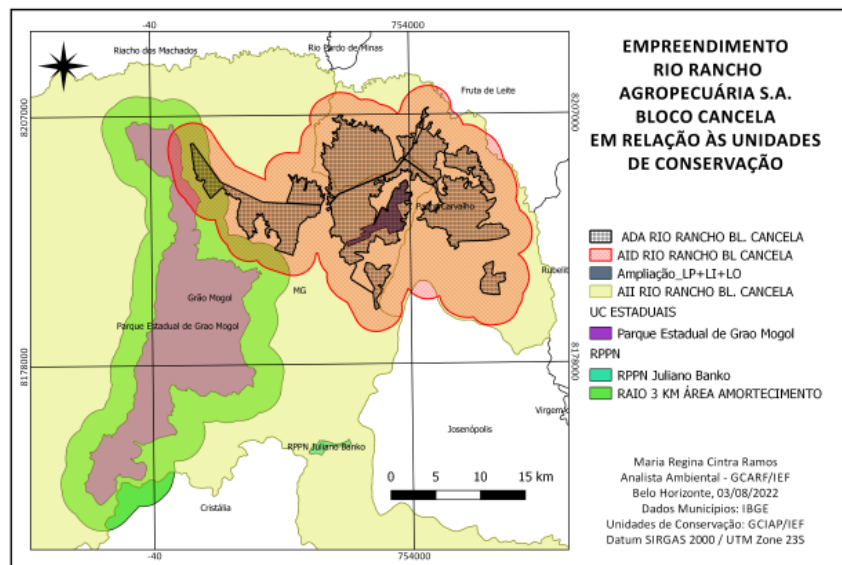 -40
754000
Riacho dos Machados
Rio Pardo de Minas
Fruta de Leite
8207000
8207000
Grão Mogol
MG
Parque Estadual de Grao Mogol
8178000
8178000
Josenópolis
RPPN Juliano Banko
Cristália
0 5 10 15 km
-40
754000
EMPREENDIMENTO
RIO RANCHO
AGROPECUÁRIA S.A.
BLOCO CANCELA
EM RELAÇÃO ÀS UNIDADES
DE CONSERVAÇÃO
ADA RIO RANCHO BL. CANCELA
AID RIO RANCHO BL CANCELA
Ampliação_LP+LI+LO
AII RIO RANCHO BL. CANCELA
UC ESTADUAIS
Parque Estadual de Grao Mogol
RPPN
RPPN Juliano Banko
RAIO 3 KM ÁREA AMORTECIMENTO
Maria Regina Cintra Ramos
Analista Ambiental - GCARF/IEF
Belo Horizonte, 03/08/2022
Dados Municípios: IBGE
Unidades de Conservação: GCIAP/IEF
Datum SIRGAS 2000 / UTM Zone 23S